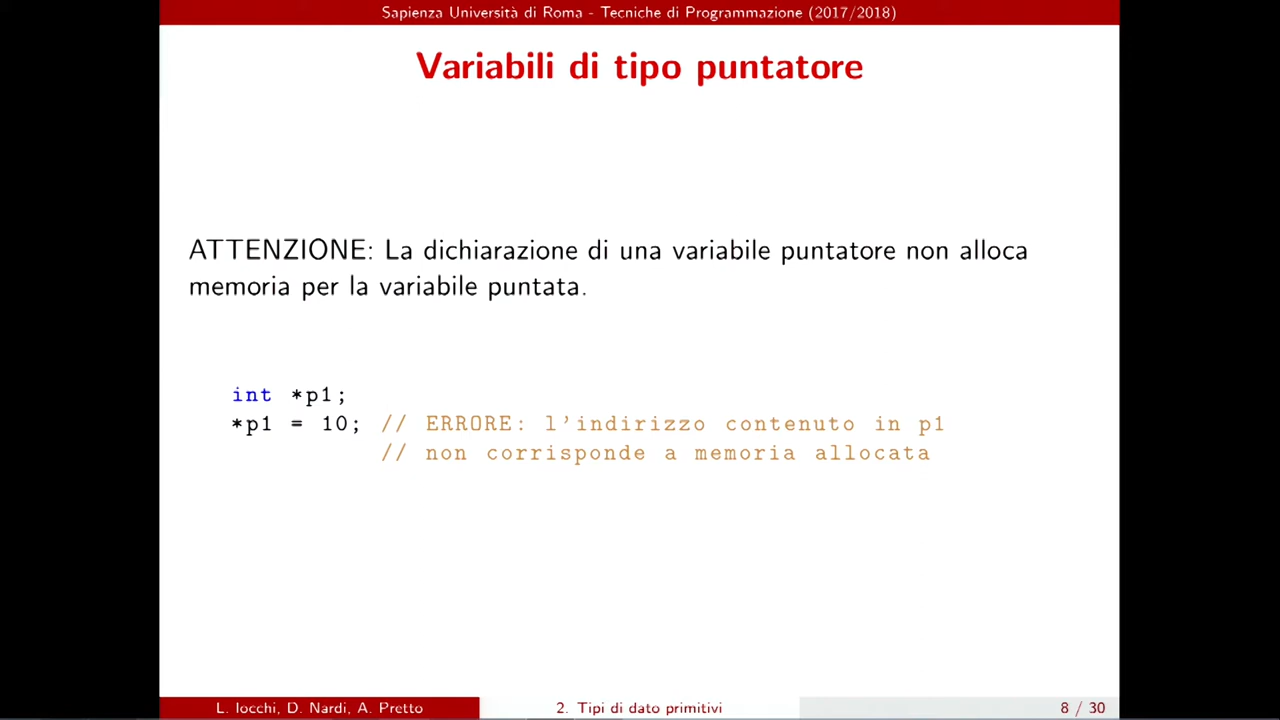 Sapienza Università di Roma - Tecniche di Programmazione (2017/2018)
Variabili di tipo puntatore
ATTENZIONE: La dichiarazione di una variabile puntatore non alloca
memoria per la variabile puntata.
int *p1;
*p1 = 10; // ERRORE: l'indirizzo contenuto in p1
// non corrisponde a memoria allocata
L. Iocchi, D. Nardi, A. Pretto
2. Tipi di dato primitivi
8 / 30